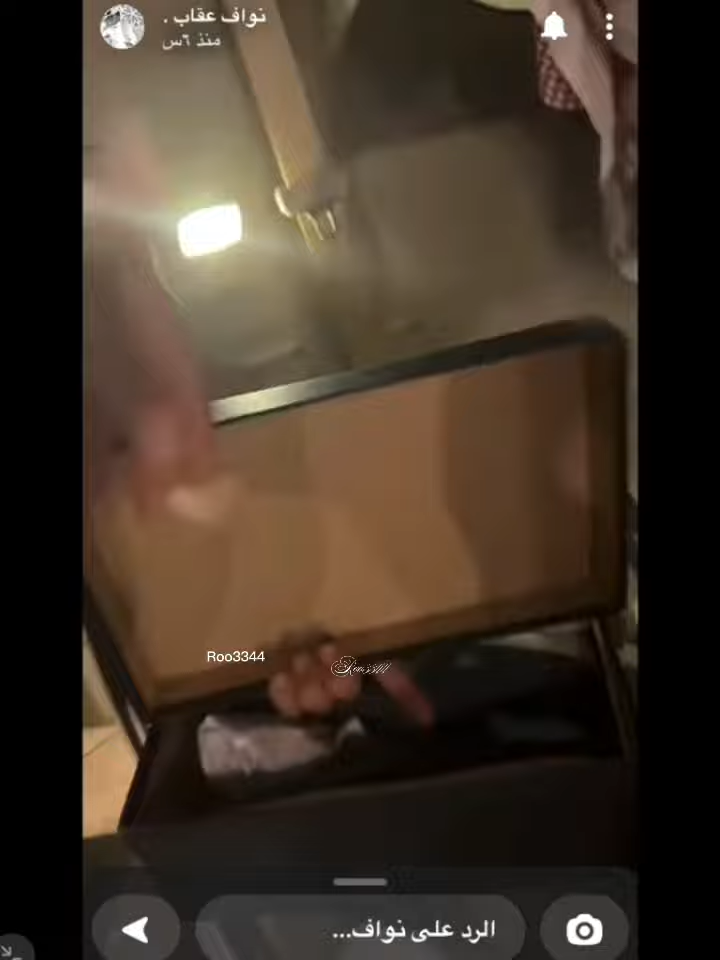 نواف عقاب .
منذ ٦س
Roo3344
الرد على نواف...